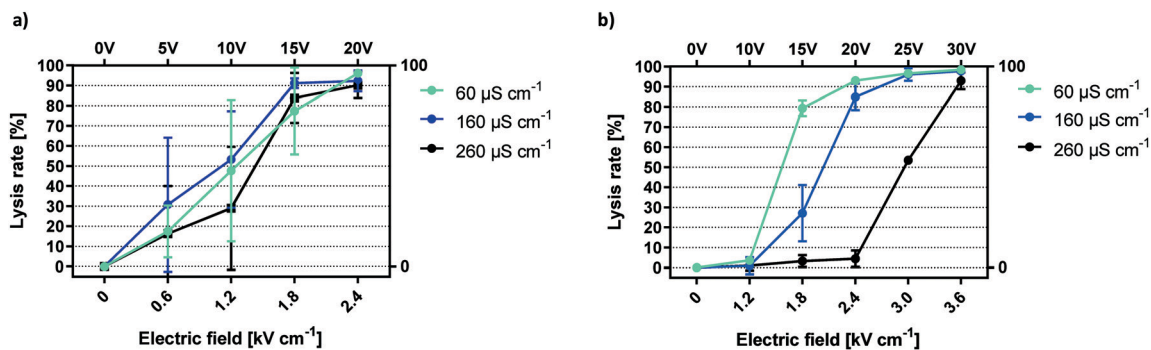 a)
0V 5V 10V 15V 20V
100
90
80
70
60
50
40
30
20
10
0
100
0
Lysis rate [%]
0 0.6 1.2 1.8 2.4
Electric field [kV cm⁻¹]
60 µS cm⁻¹
160 µS cm⁻¹
260 µS cm⁻¹
b)
0V 10V 15V 20V 25V 30V
100
90
80
70
60
50
40
30
20
10
0
100
0
Lysis rate [%]
0 1.2 1.8 2.4 3.0 3.6
Electric field [kV cm⁻¹]
60 µS cm⁻¹
160 µS cm⁻¹
260 µS cm⁻¹